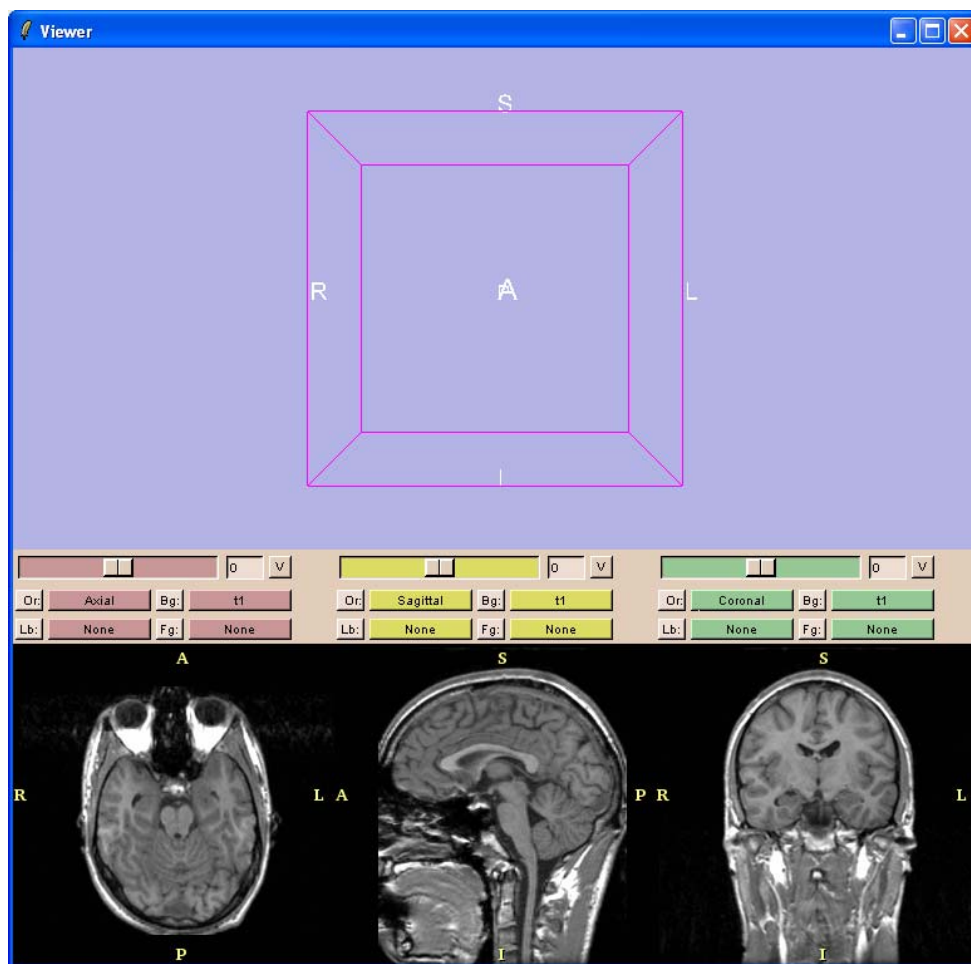 Viewer
S
R A L
I
0 V 0 V 0 V
Or: Axial Bg: t1 Or: Sagittal Bg: t1 Or: Coronal Bg: t1
Lb: None Fg: None Lb: None Fg: None Lb: None Fg: None
A S S
R L A P R L
P I I